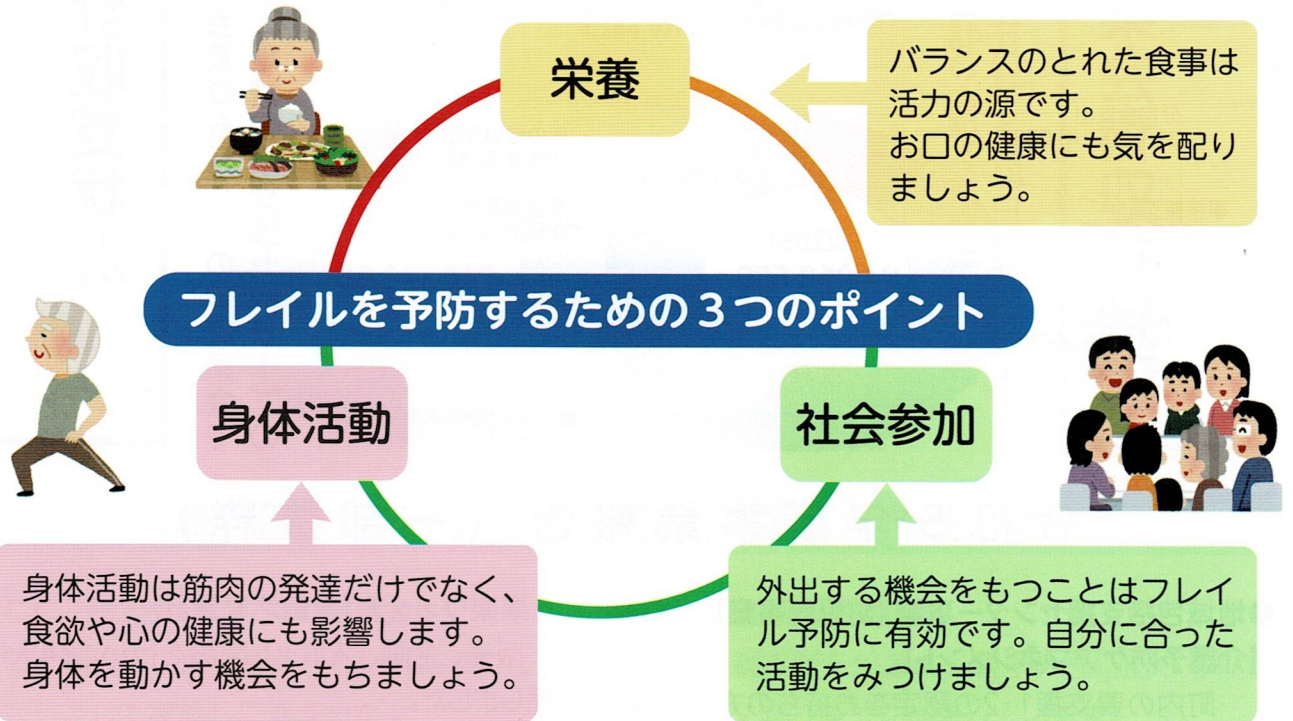 栄養
バランスのとれた食事は
活力の源です。
お口の健康にも気を配り
ましょう。
フレイルを予防するための3つのポイント
身体活動
社会参加
身体活動は筋肉の発達だけでなく、
食欲や心の健康にも影響します。
身体を動かす機会をもちましょう。
外出する機会をもつことはフレイ
ル予防に有効です。自分に合った
活動をみつけましょう。